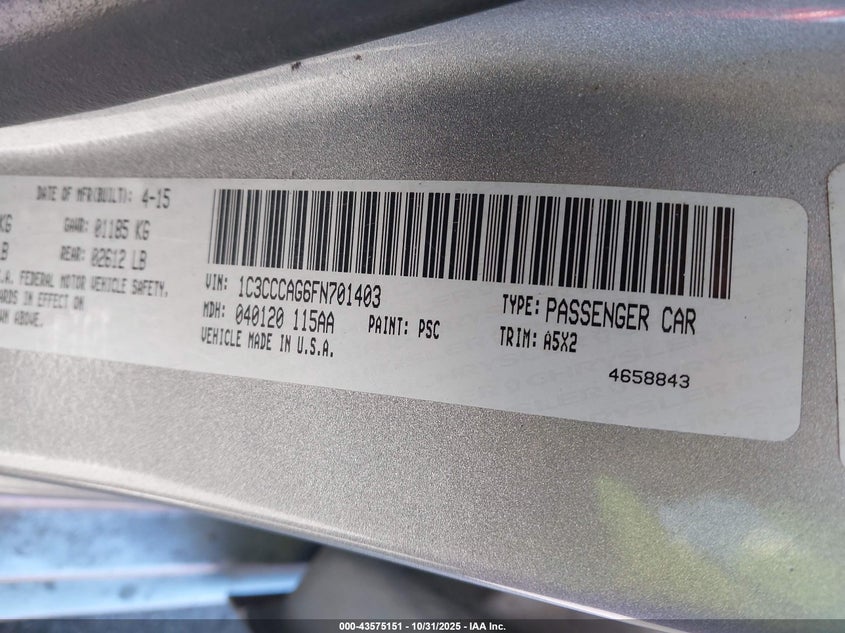 DATE OF MFR(BUILT): 4-15
KG GAWR: 01185 KG
LB REAR: 02612 LB
.A. FEDERAL MOTOR VEHICLE SAFETY.
ARDS IN EFFECT ON
WN ABOVE.
VIN: 1C3CCCAG6FN701403
MDH: 040120 115AA PAINT: PSC
VEHICLE MADE IN U.S.A.
TYPE: PASSENGER CAR
TRIM: A5X2
4658843
000-43575151 - 10/31/2025 - IAA Inc.